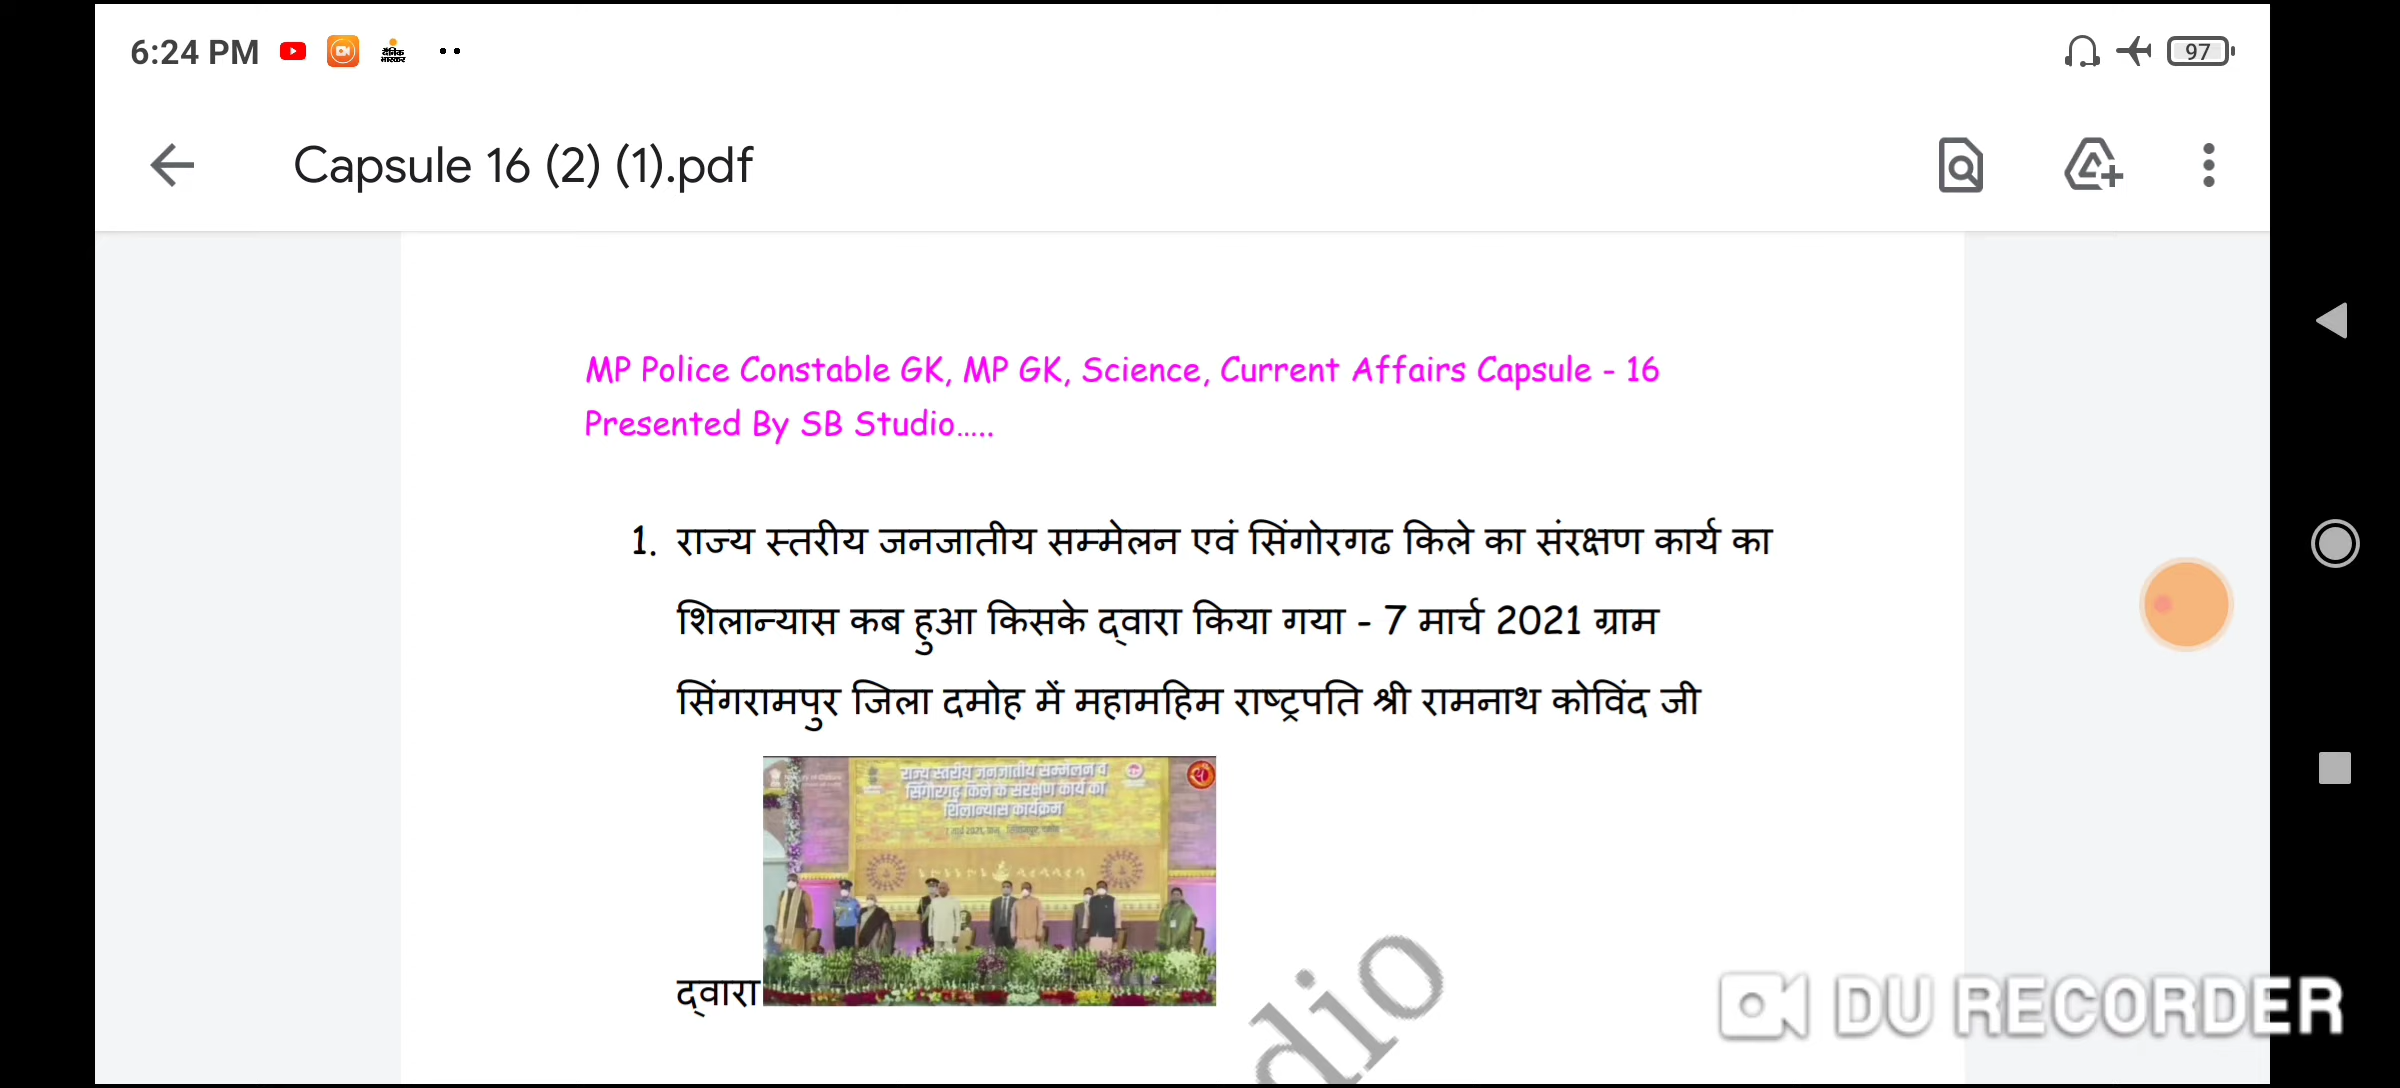 6:24 PM
दैनिक
भास्कर
97
Capsule 16 (2) (1).pdf
MP Police Constable GK, MP GK, Science, Current Affairs Capsule - 16
Presented By SB Studio.....
1. राज्य स्तरीय जनजातीय सम्मेलन एवं सिंगोरगढ किले का संरक्षण कार्य का
शिलान्यास कब हुआ किसके द्वारा किया गया - 7 मार्च 2021 ग्राम
सिंगरामपुर जिला दमोह में महामहिम राष्ट्रपति श्री रामनाथ कोविंद जी
राज्य स्तरीय जनजातीय सम्मेलन व
सिंगोरगढ़ किले के संरक्षण कार्य का
शिलान्यास कार्यक्रम
द्वारा
dio
DU RECORDER